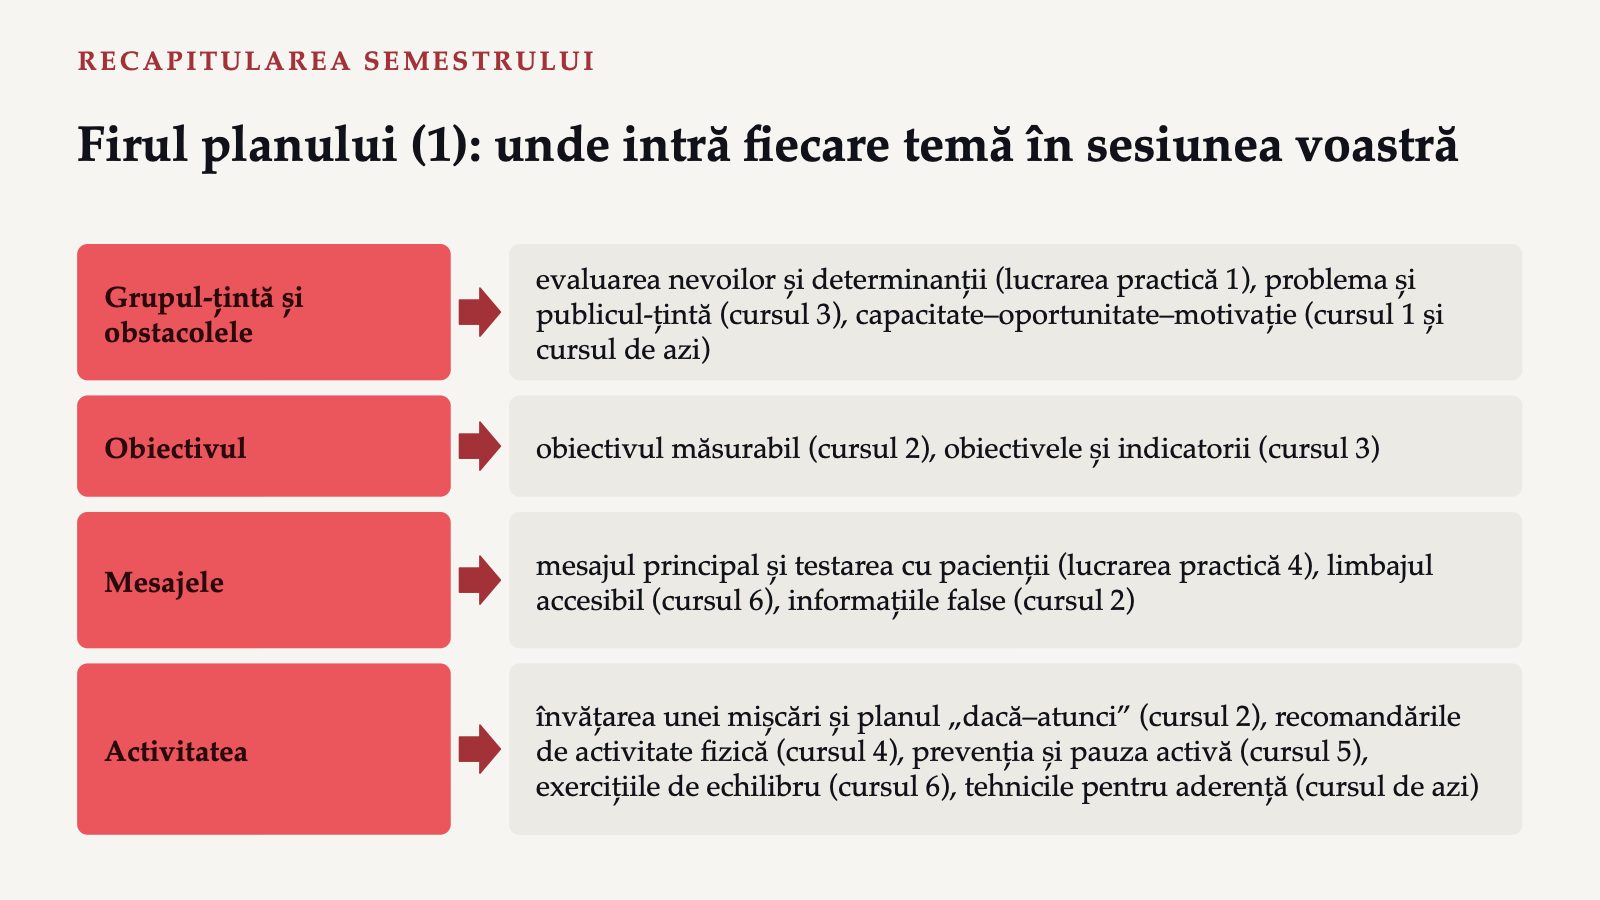 RECAPITULAREA SEMESTRULUI
Firul planului (1): unde intră fiecare temă în sesiunea voastră
Grupul-țintă și
obstacolele
evaluarea nevoilor și determinanții (lucrarea practică 1), problema și
publicul-țintă (cursul 3), capacitate–oportunitate–motivație (cursul 1 și
cursul de azi)
Obiectivul
obiectivul măsurabil (cursul 2), obiectivele și indicatorii (cursul 3)
Mesajele
mesajul principal și testarea cu pacienții (lucrarea practică 4), limbajul
accesibil (cursul 6), informațiile false (cursul 2)
Activitatea
învățarea unei mișcări și planul „dacă–atunci” (cursul 2), recomandările
de activitate fizică (cursul 4), prevenția și pauza activă (cursul 5),
exercițiile de echilibru (cursul 6), tehnicile pentru aderență (cursul de azi)